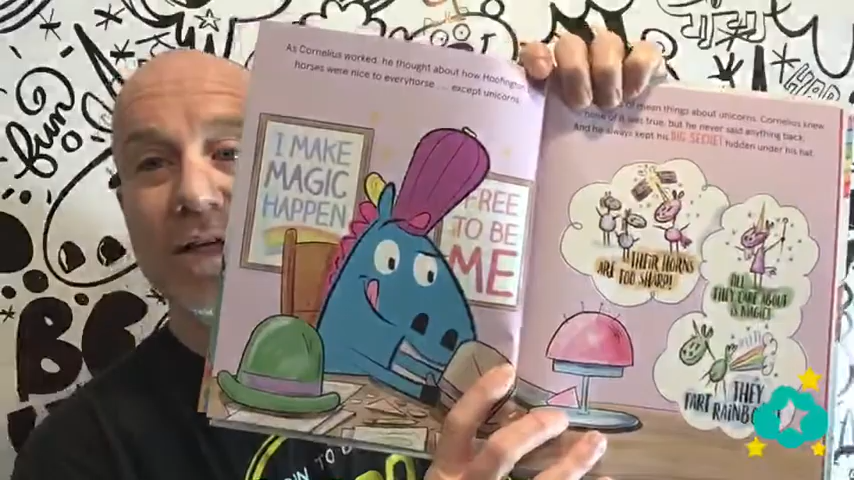 As Cornelius worked, he thought about how Hoofington
horses were nice to everyhorse . . . except unicorns.
I MAKE
MAGIC
HAPPEN
FREE
TO BE
ME
of mean things about unicorns. Cornelius knew
none of it was true, but he never said anything back.
And he always kept his BIG SECRET hidden under his hat.
THEIR HORNS
ARE TOO SHARP!
ALL
THEY CARE ABOUT
IS MAGIC!
THEY
FART RAINBOWS
fun
BE